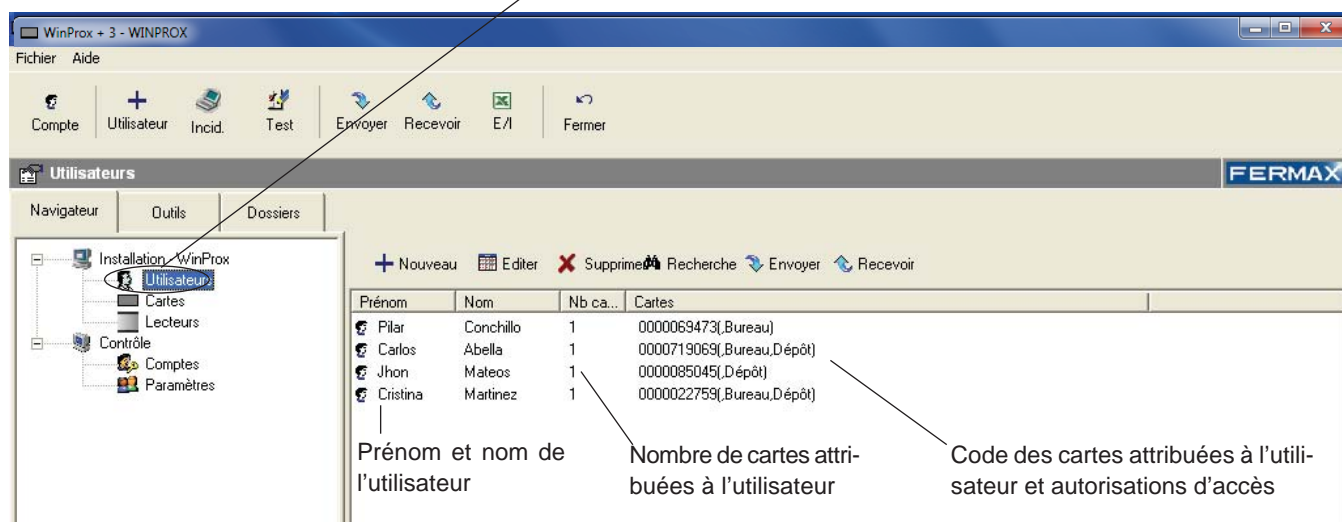 WinProx + 3 - WINPROX
Fichier Aide
Compte Utilisateur Incid. Test Envoyer Recevoir E/I Fermer
Utilisateurs
FERMAX
Navigateur Outils Dossiers
Installation WinProx
Utilisateur
Cartes
Lecteurs
Contrôle
Comptes
Paramètres
Nouveau Editer Supprime Recherche Envoyer Recevoir
Prénom Nom Nb ca... Cartes
Pilar Conchillo 1 0000069473(,Bureau)
Carlos Abella 1 0000719069(,Bureau,Dépôt)
Jhon Mateos 1 0000085045(,Dépôt)
Cristina Martinez 1 0000022759(,Bureau,Dépôt)
Prénom et nom de
l'utilisateur
Nombre de cartes attri-
buées à l'utilisateur
Code des cartes attribuées à l'utili-
sateur et autorisations d'accès